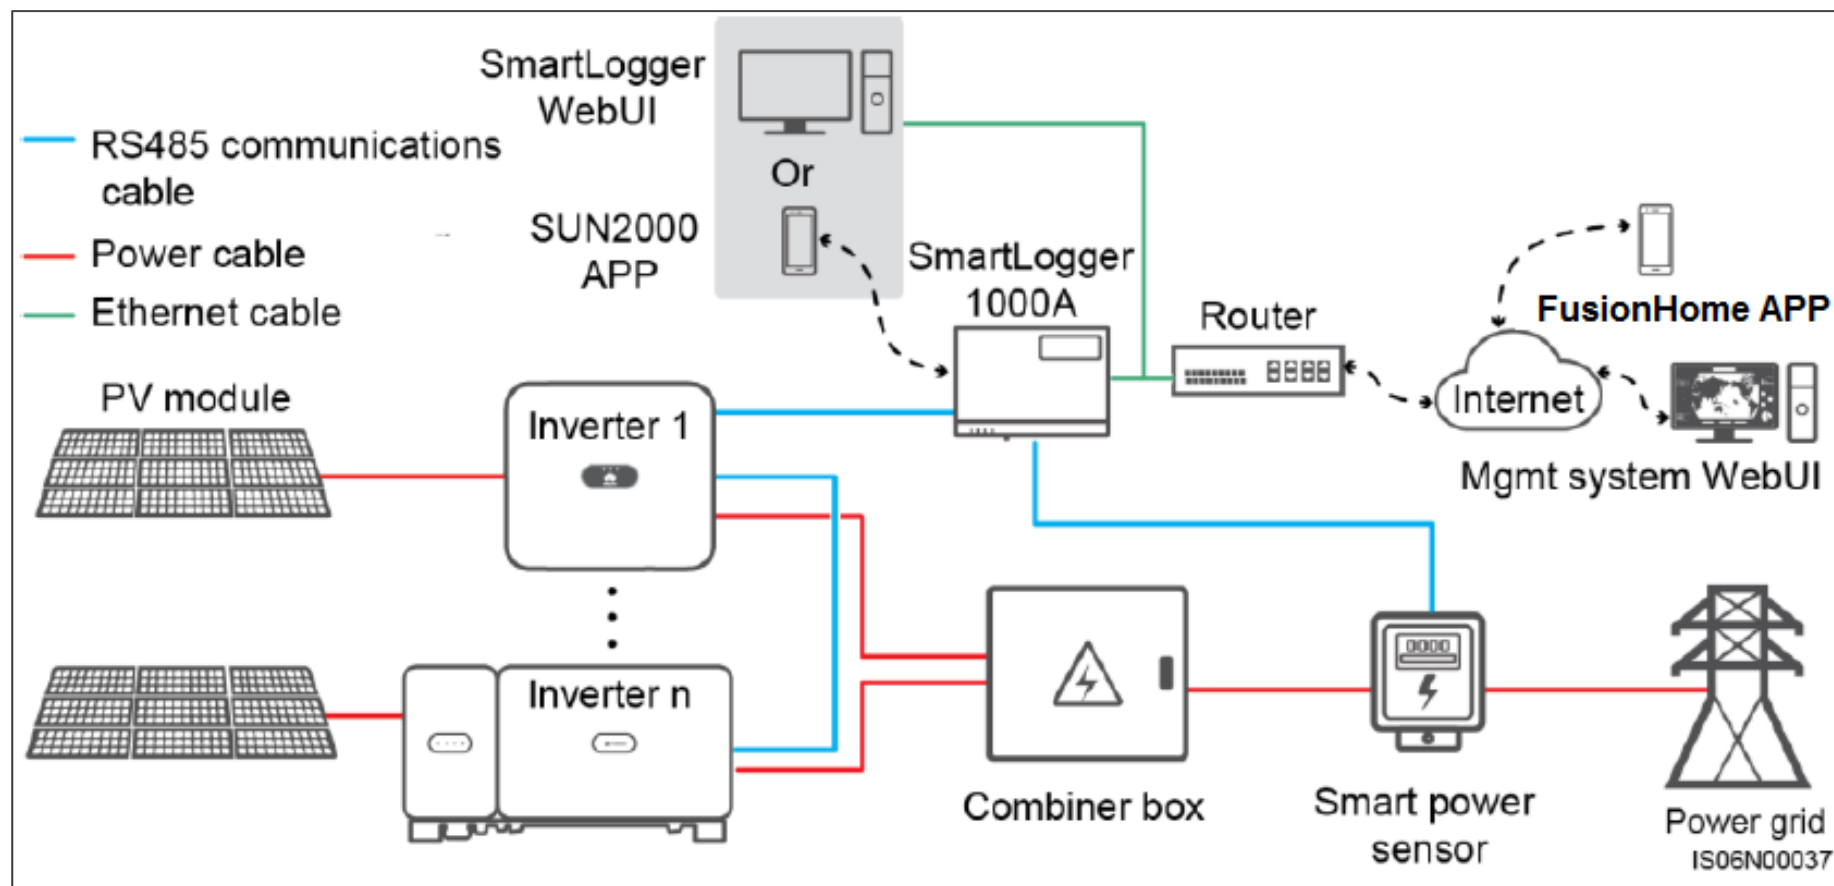 SmartLogger
WebUI
RS485 communications
cable
Power cable
Ethernet cable
Or
SUN2000
APP
SmartLogger
1000A
Router
FusionHome APP
Internet
Mgmt system WebUI
PV module
Inverter 1
Inverter n
Combiner box
Smart power
sensor
Power grid
IS06N00037